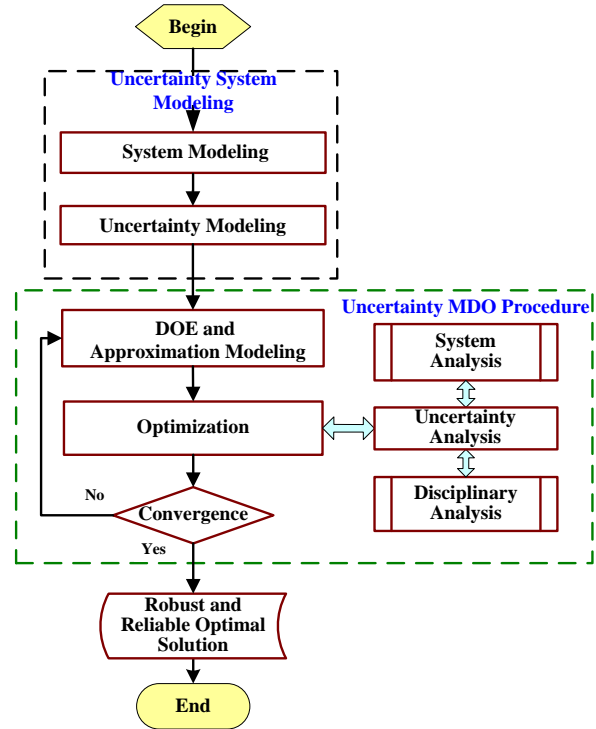 Begin
Uncertainty System
Modeling
System Modeling
Uncertainty Modeling
Uncertainty MDO Procedure
DOE and
Approximation Modeling
System
Analysis
Optimization
Uncertainty
Analysis
No
Convergence
Disciplinary
Analysis
Yes
Robust and
Reliable Optimal
Solution
End